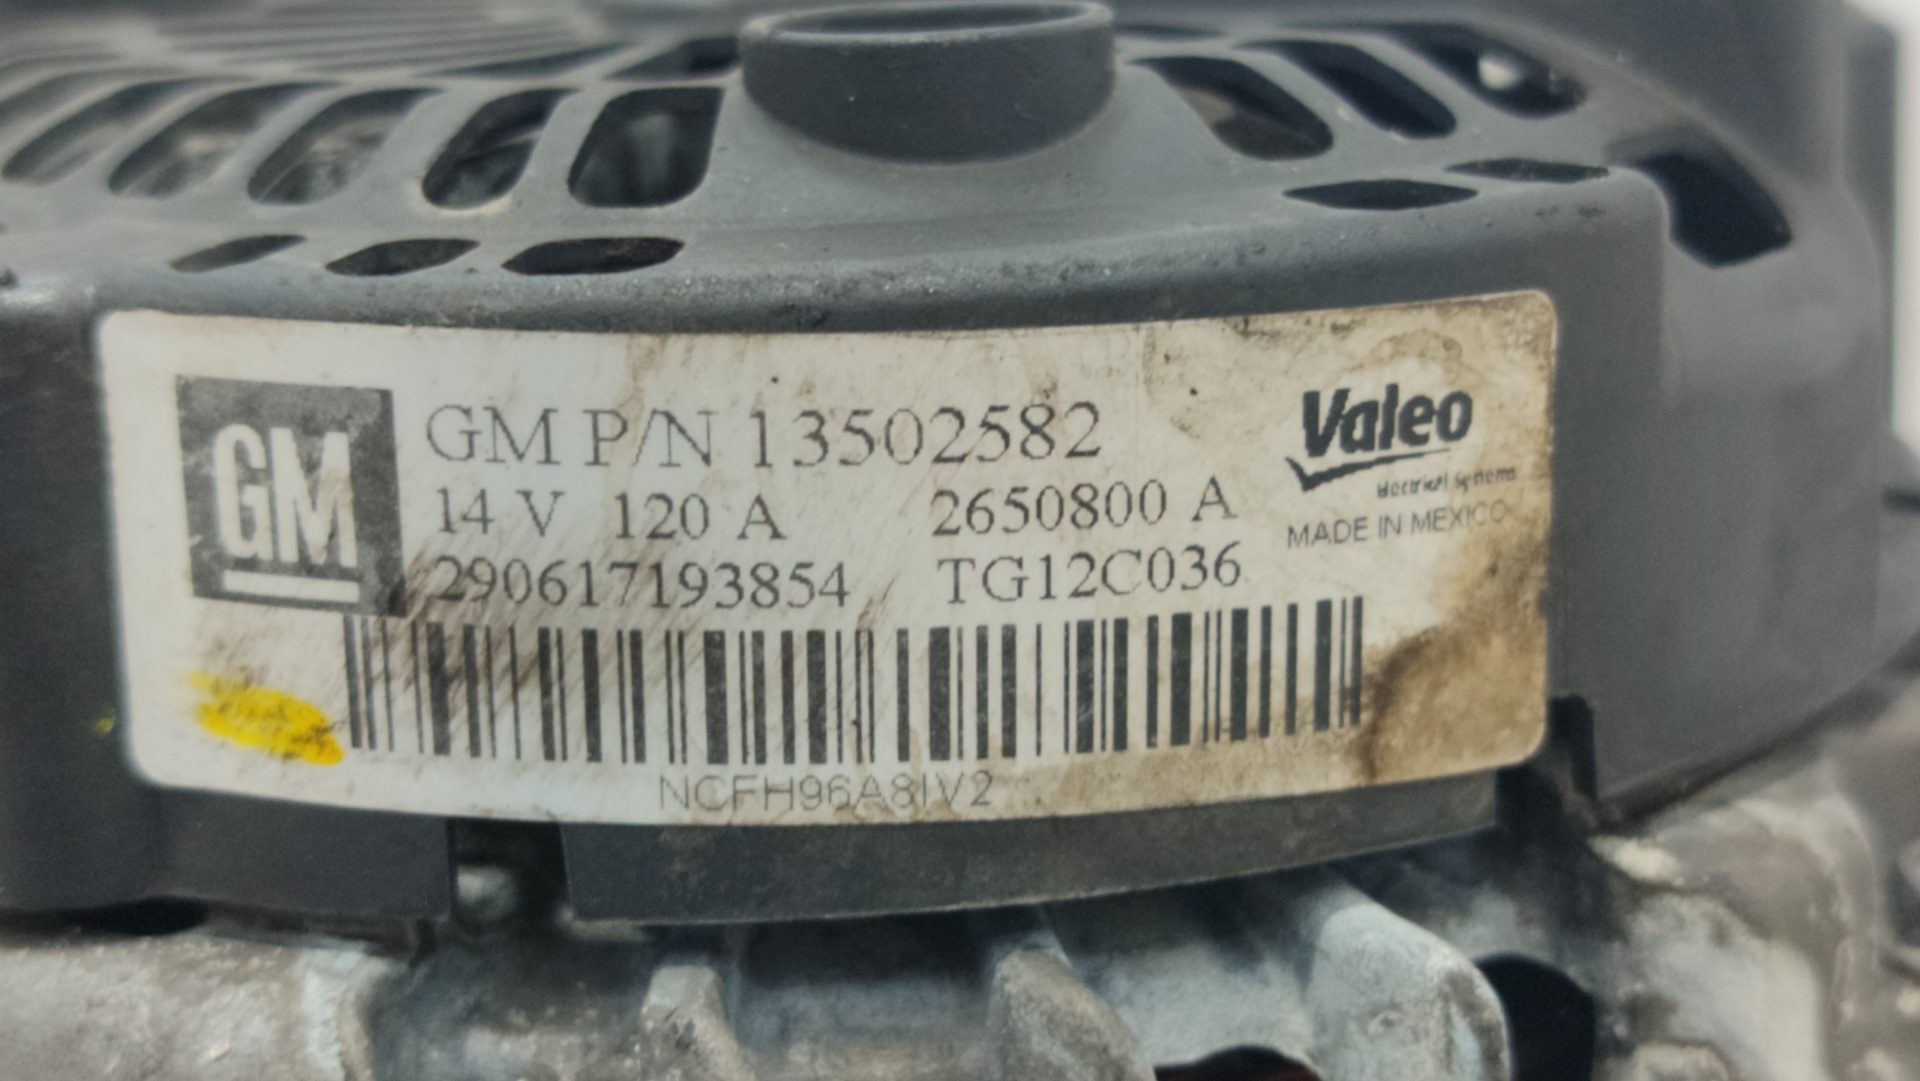 GM
GM P/N 13502582
14 V 120 A 2650800 A
290617193854 TG12C036
Valeo
Electrical Systems
MADE IN MEXICO
NCFH96A8IV2